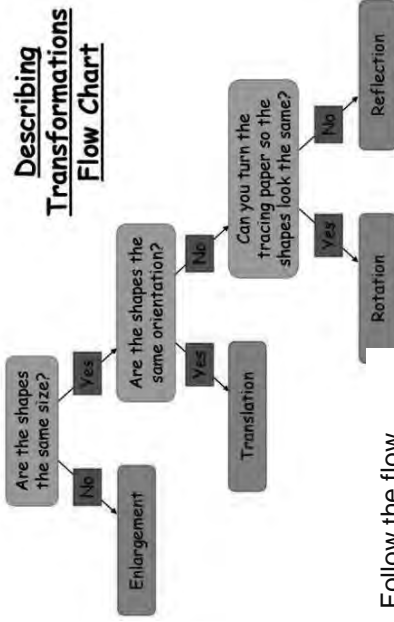 Describing
Transformations
Flow Chart
Are the shapes
the same size?
No
Yes
Enlargement
Are the shapes the
same orientation?
Yes
No
Translation
Can you turn the
tracing paper so the
shapes look the same?
Yes
No
Rotation
Reflection
Follow the flow